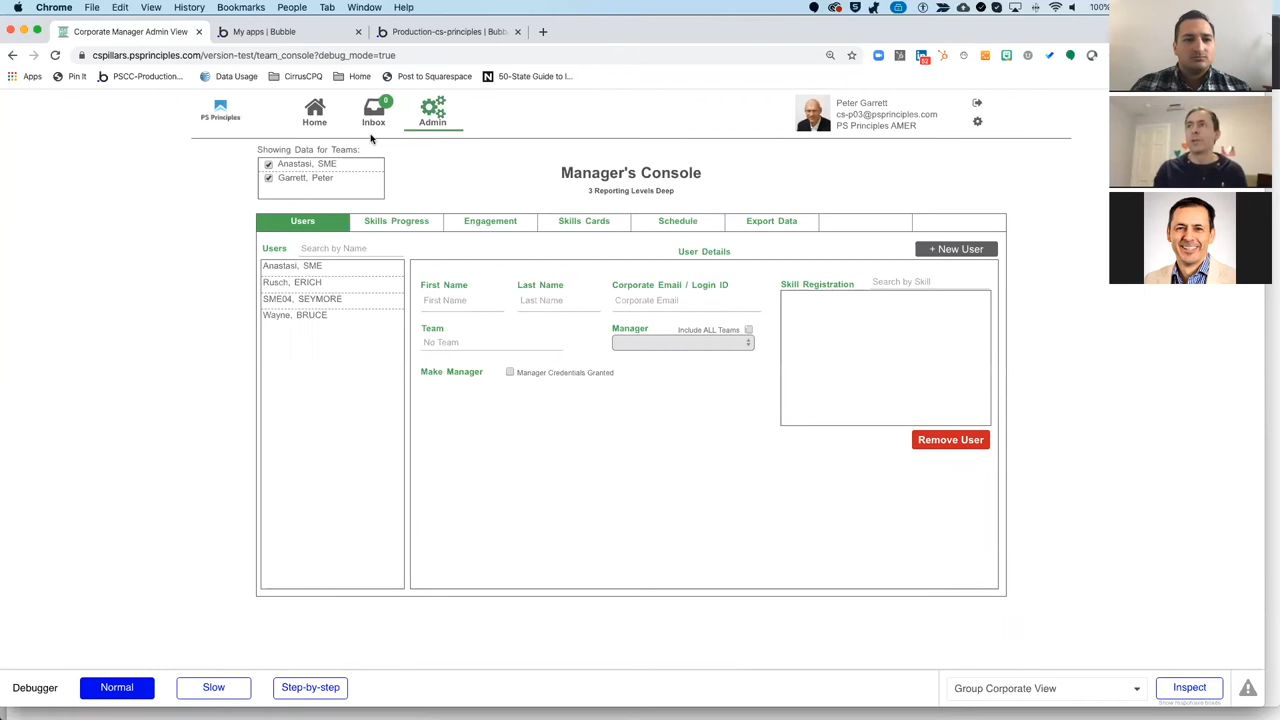 Chrome File Edit View History Bookmarks People Tab Window Help
100%
Corporate Manager Admin View
My apps | Bubble
Production-cs-principles | Bub
cspillars.psprinciples.com/version-test/team_console?debug_mode=true
Apps
Pin It
PSCC-Production...
Data Usage
CirrusCPQ
Home
Post to Squarespace
50-State Guide to I...
PS Principles
Home
0
Inbox
Admin
Peter Garrett
cs-p03@psprinciples.com
PS Principles AMER
Showing Data for Teams:
Anastasi, SME
Garrett, Peter
Manager's Console
3 Reporting Levels Deep
Users Skills Progress Engagement Skills Cards Schedule Export Data
Users Search by Name
User Details
+ New User
Anastasi, SME
Rusch, ERICH
SME04, SEYMORE
Wayne, BRUCE
First Name Last Name Corporate Email / Login ID
First Name Last Name Corporate Email
Skill Registration Search by Skill
Team Manager Include ALL Teams
No Team
Make Manager Manager Credentials Granted
Remove User
Debugger Normal Slow Step-by-step
Group Corporate View Inspect
Show responsive boxes